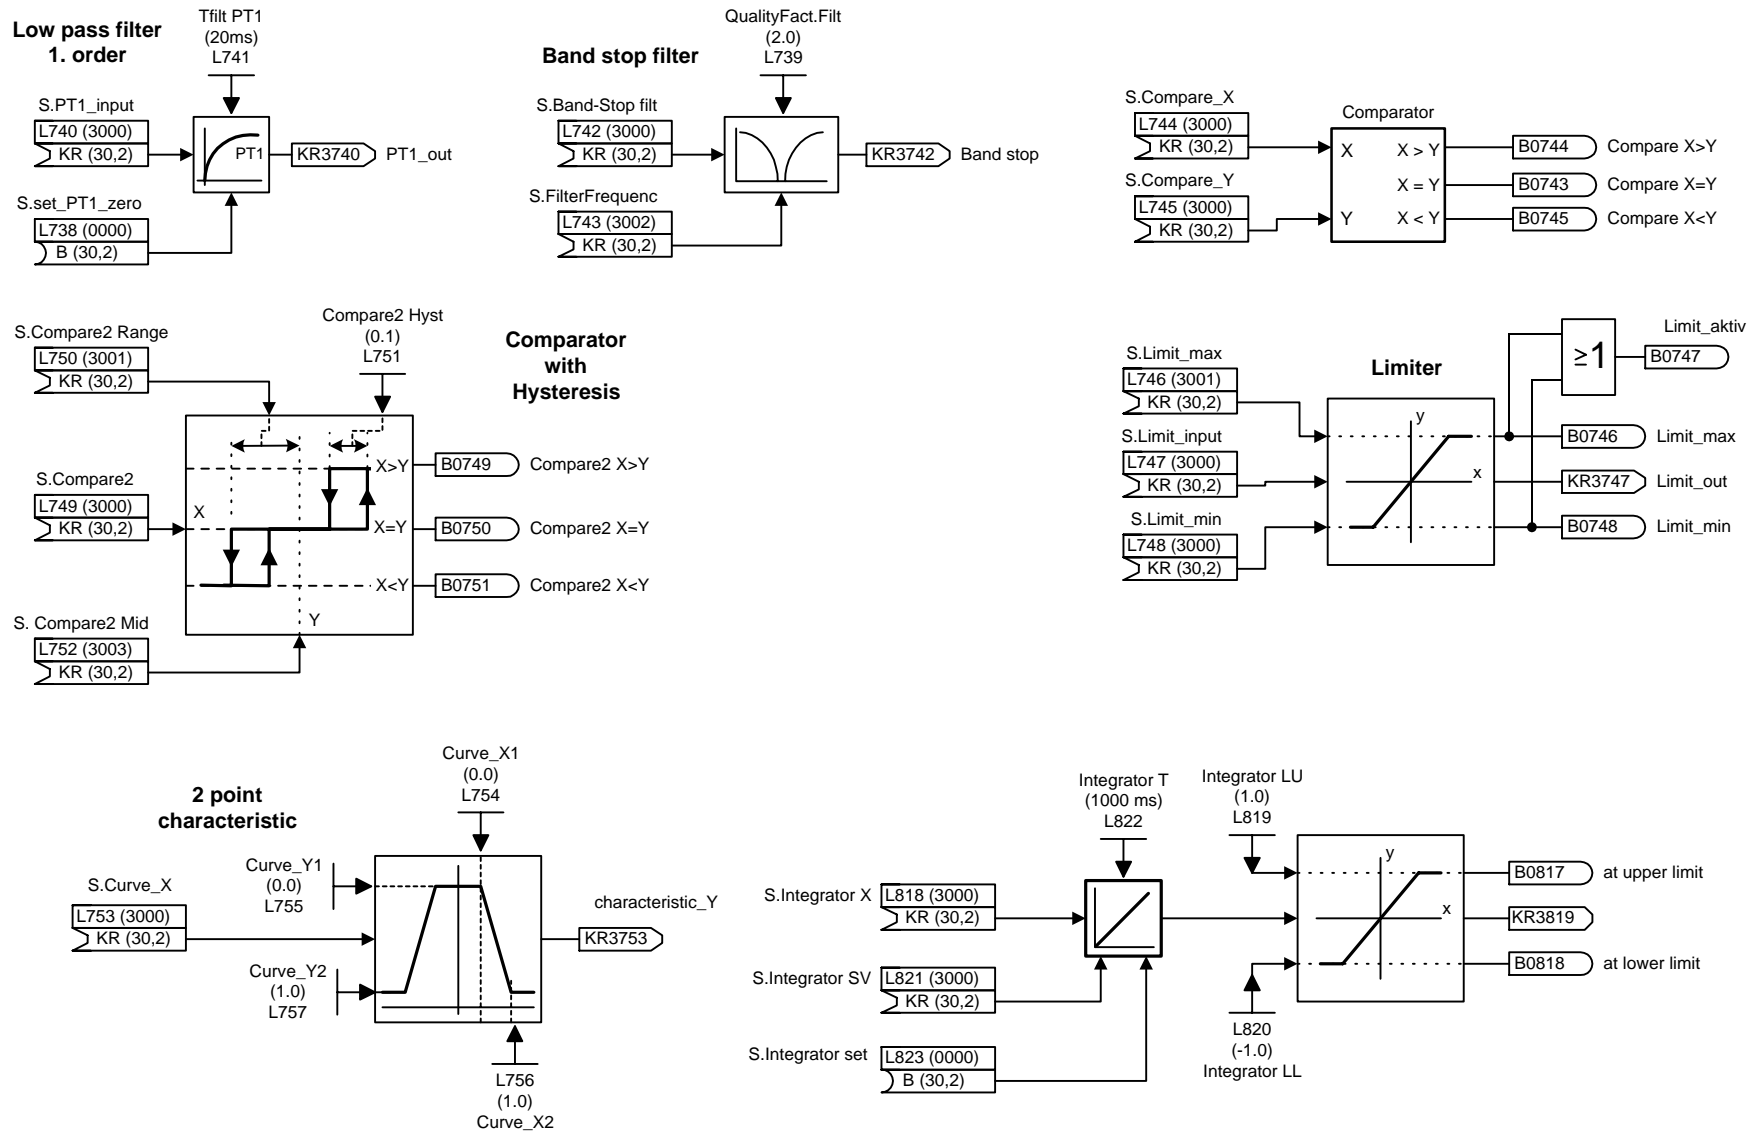 Low pass filter
1. order
Tfilt PT1
(20ms)
L741
S.PT1_input
L740 (3000)
KR (30,2)
PT1
KR3740
PT1_out
S.set_PT1_zero
L738 (0000)
B (30,2)
Band stop filter
QualityFact.Filt
(2.0)
L739
S.Band-Stop filt
L742 (3000)
KR (30,2)
KR3742
Band stop
S.FilterFrequenc
L743 (3002)
KR (30,2)
S.Compare_X
L744 (3000)
KR (30,2)
S.Compare_Y
L745 (3000)
KR (30,2)
Comparator
X
X > Y
X = Y
Y
X < Y
B0744
Compare X>Y
B0743
Compare X=Y
B0745
Compare X<Y
S.Compare2 Range
L750 (3001)
KR (30,2)
Compare2 Hyst
(0.1)
L751
Comparator
with
Hysteresis
S.Compare2
L749 (3000)
KR (30,2)
X
X>Y
X=Y
X<Y
Y
B0749
Compare2 X>Y
B0750
Compare2 X=Y
B0751
Compare2 X<Y
S. Compare2 Mid
L752 (3003)
KR (30,2)
Limiter
S.Limit_max
L746 (3001)
KR (30,2)
S.Limit_input
L747 (3000)
KR (30,2)
S.Limit_min
L748 (3000)
KR (30,2)
y
x
≥1
Limit_aktiv
B0747
B0746
Limit_max
KR3747
Limit_out
B0748
Limit_min
2 point
characteristic
Curve_X1
(0.0)
L754
Curve_Y1
(0.0)
L755
S.Curve_X
L753 (3000)
KR (30,2)
Curve_Y2
(1.0)
L757
characteristic_Y
KR3753
L756
(1.0)
Curve_X2
Integrator T
(1000 ms)
L822
Integrator LU
(1.0)
L819
S.Integrator X
L818 (3000)
KR (30,2)
S.Integrator SV
L821 (3000)
KR (30,2)
S.Integrator set
L823 (0000)
B (30,2)
y
x
L820
(-1.0)
Integrator LL
B0817
at upper limit
KR3819
B0818
at lower limit